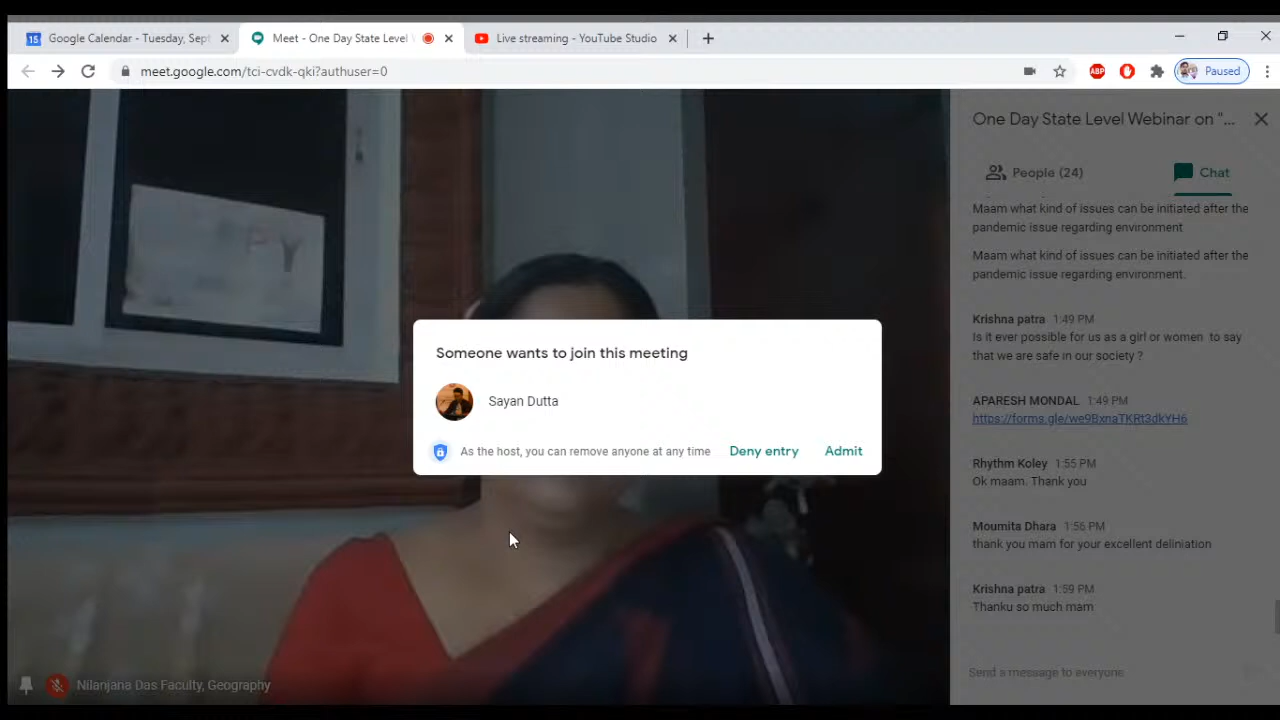 Google Calendar - Tuesday, Sept
Meet - One Day State Level
Live streaming - YouTube Studio
meet.google.com/tci-cvdk-qki?authuser=0
ABP
Paused
One Day State Level Webinar on "...
People (24)
Chat
Maam what kind of issues can be initiated after the
pandemic issue regarding environment
Maam what kind of issues can be initiated after the
pandemic issue regarding environment.
Krishna patra 1:49 PM
Is it ever possible for us as a girl or women to say
that we are safe in our society ?
APARESH MONDAL 1:49 PM
https://forms.gle/we9BxnaTKRt3dkYH6
Rhythm Koley 1:55 PM
Ok maam. Thank you
Moumita Dhara 1:56 PM
thank you mam for your excellent deliniation
Krishna patra 1:59 PM
Thanku so much mam
Send a message to everyone
Someone wants to join this meeting
Sayan Dutta
As the host, you can remove anyone at any time
Deny entry
Admit
Nilanjana Das Faculty, Geography